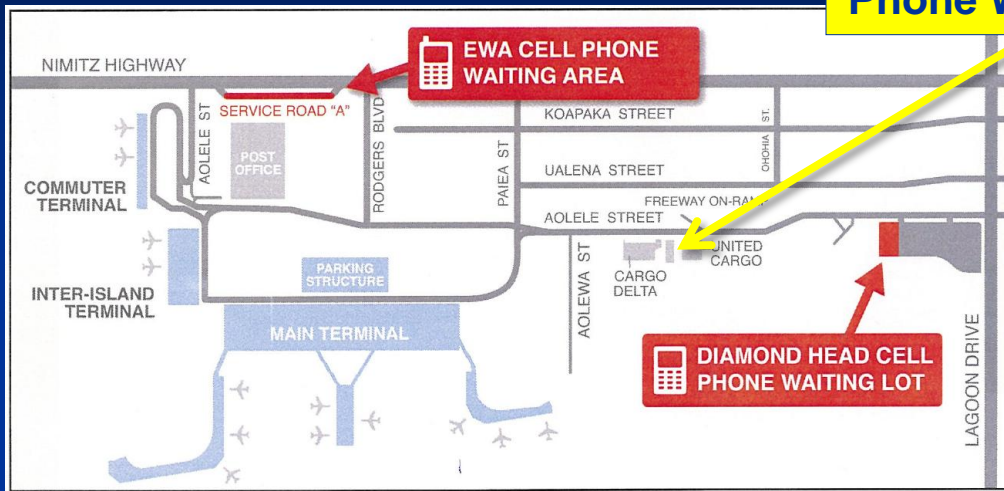 Phone W
EWA CELL PHONE
WAITING AREA
NIMITZ HIGHWAY
SERVICE ROAD "A"
AOLELE ST
POST
OFFICE
RODGERS BLVD
PAIEA ST
KOAPAKA STREET
OHOHIA ST.
UALENA STREET
COMMUTER
TERMINAL
FREEWAY ON-RAMP
AOLELE STREET
UNITED
CARGO
CARGO
DELTA
AOLEWA ST
PARKING
STRUCTURE
INTER-ISLAND
TERMINAL
MAIN TERMINAL
DIAMOND HEAD CELL
PHONE WAITING LOT
LAGOON DRIVE